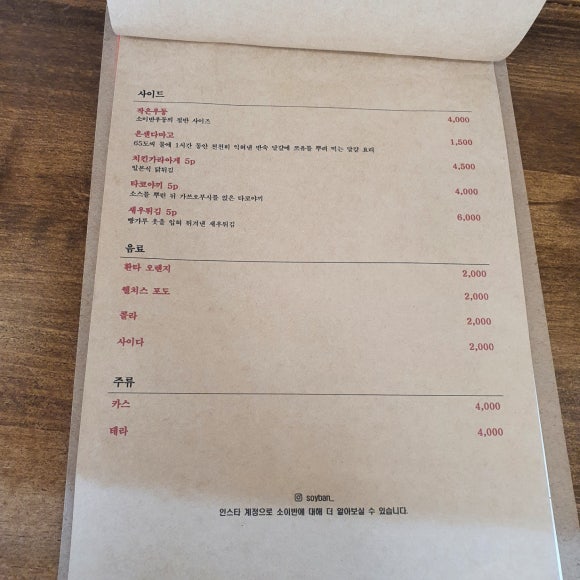 사이드
작은우동
소이반우동의 절반 사이즈
4,000
온센다마고
65도씨 물에 1시간 동안 천천히 익혀낸 반숙 달걀에 쯔유를 뿌려 먹는 달걀 요리
1,500
치킨가라아게 5p
일본식 닭튀김
4,500
타코야끼 5p
소스를 뿌린 뒤 가쓰오부시를 얹은 타코야끼
4,000
새우튀김 5p
빵가루 옷을 입혀 튀겨낸 새우튀김
6,000
음료
환타 오렌지 2,000
웰치스 포도 2,000
콜라 2,000
사이다 2,000
주류
카스 4,000
테라 4,000
soyban_
인스타 계정으로 소이반에 대해 더 알아보실 수 있습니다.